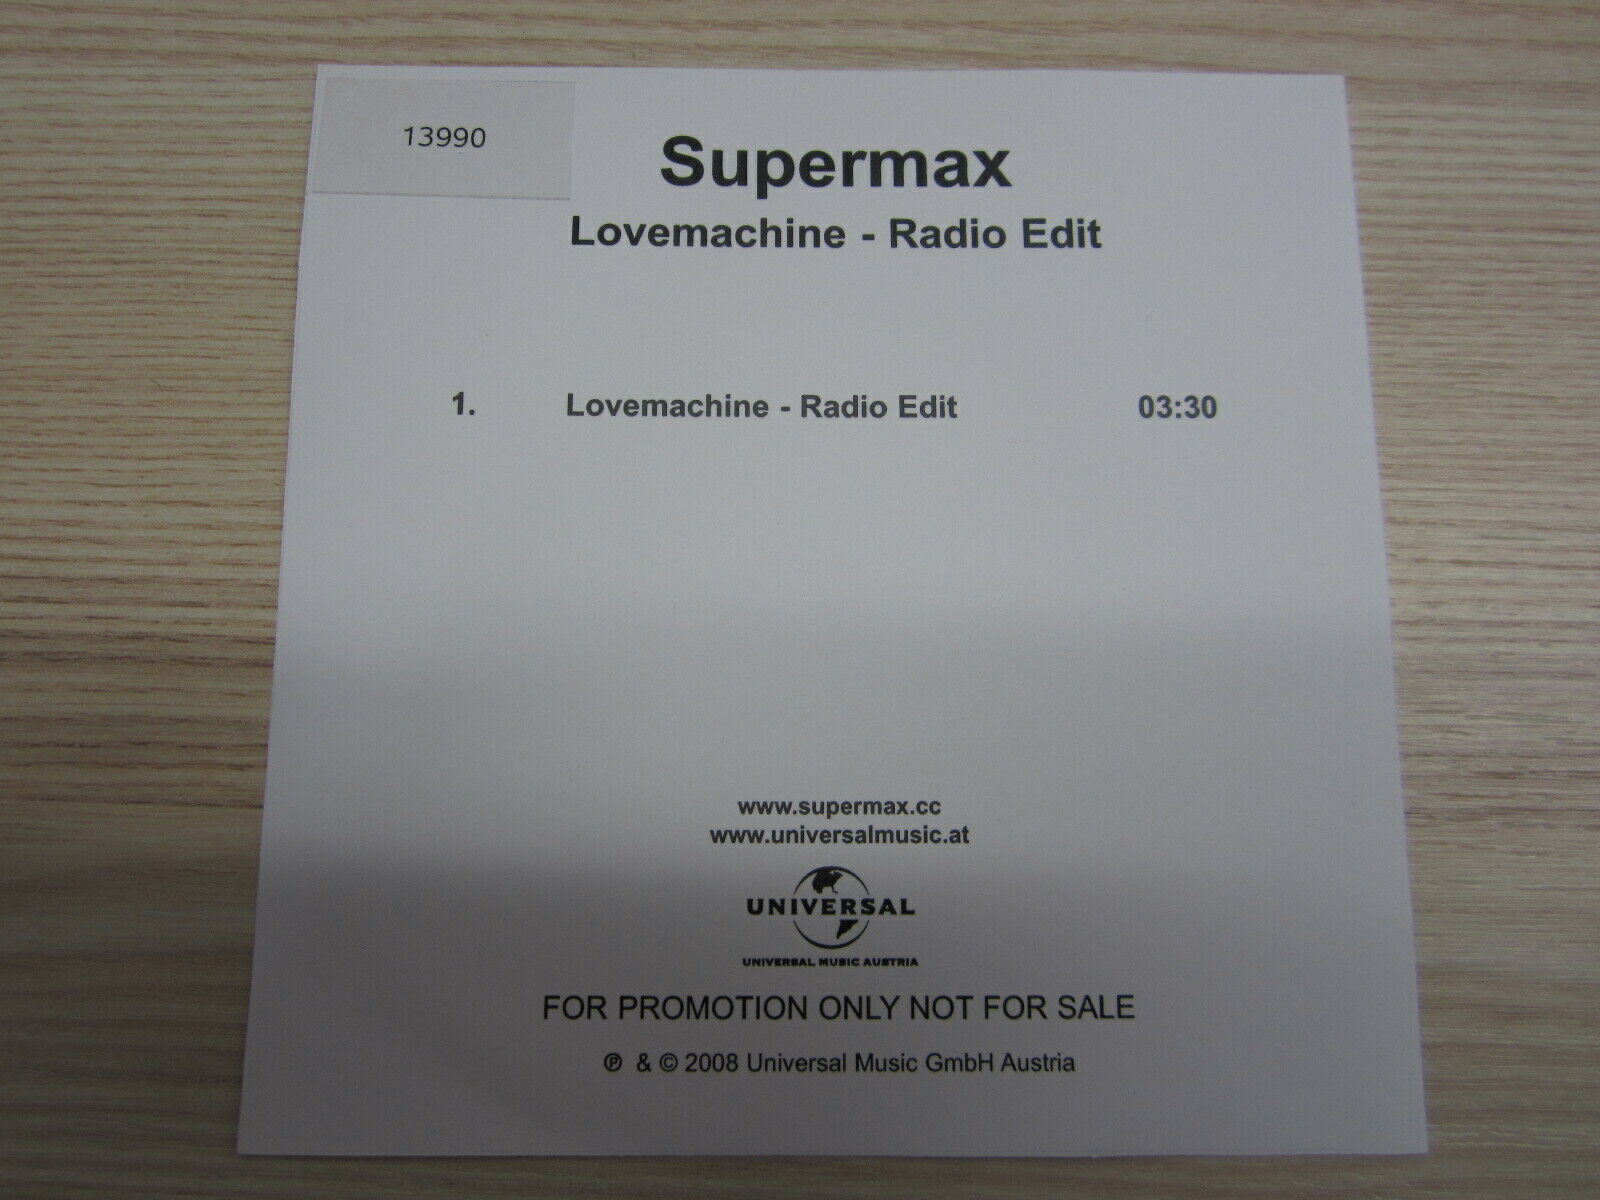 13990
Supermax
Lovemachine - Radio Edit
1. Lovemachine - Radio Edit 03:30
www.supermax.cc
www.universalmusic.at
UNIVERSAL
UNIVERSAL MUSIC AUSTRIA
FOR PROMOTION ONLY NOT FOR SALE
℗ & © 2008 Universal Music GmbH Austria